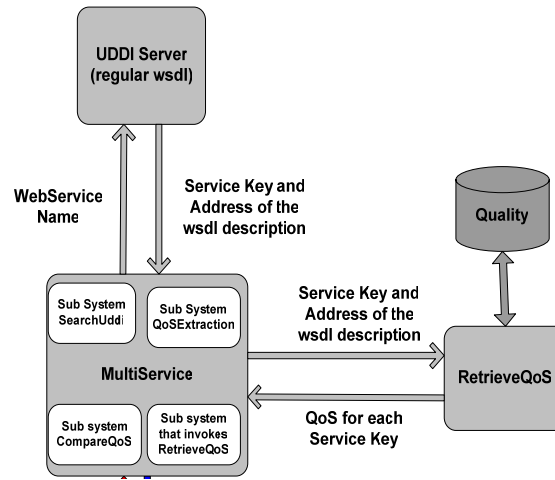 UDDI Server
(regular wsdl)
WebService
Name
Service Key and
Address of the
wsdl description
Quality
Sub System
SearchUddi
Sub System
QoSExtraction
MultiService
Service Key and
Address of the
wsdl description
RetrieveQoS
QoS for each
Service Key
Sub system
CompareQoS
Sub system
that invokes
RetrieveQoS